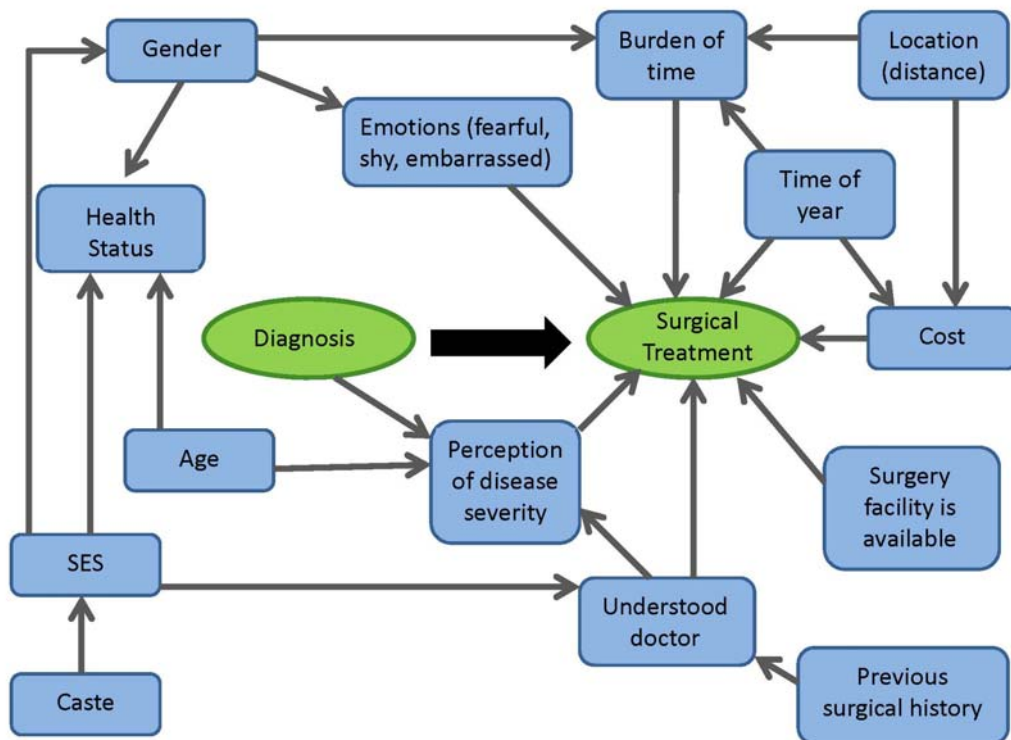 Gender
Burden of
time
Location
(distance)
Emotions (fearful,
shy, embarrassed)
Time of
year
Health
Status
Diagnosis
Surgical
Treatment
Cost
Age
Perception
of disease
severity
Surgery
facility is
available
SES
Understood
doctor
Caste
Previous
surgical history